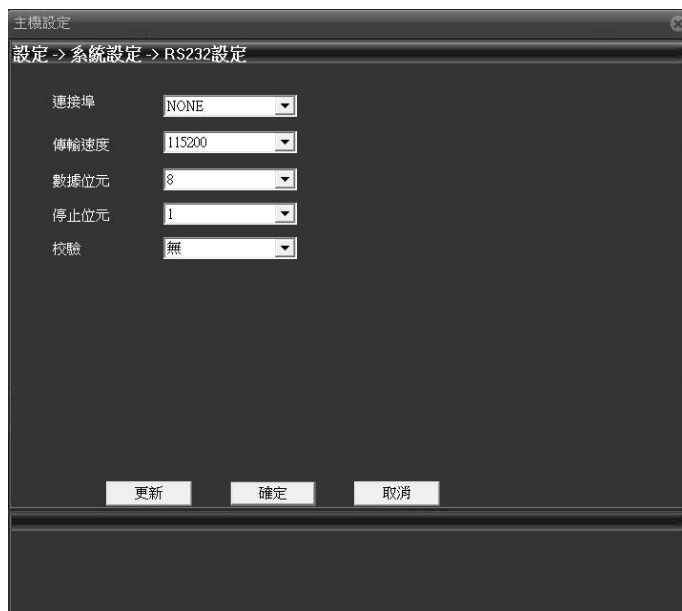 主機設定
設定 -> 系統設定 -> RS232設定
連接埠 NONE
傳輸速度 115200
數據位元 8
停止位元 1
校驗 無
更新 確定 取消